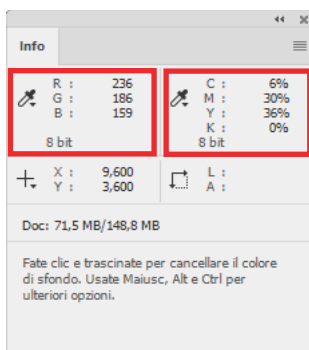 Info
R : 236 C : 6%
G : 186 M : 30%
B : 159 Y : 36%
K : 0%
8 bit 8 bit
X : 9,600 L :
Y : 3,600 A :
Doc: 71,5 MB/148,8 MB
Fate clic e trascinate per cancellare il colore
di sfondo. Usate Maiusc, Alt e Ctrl per
ulteriori opzioni.